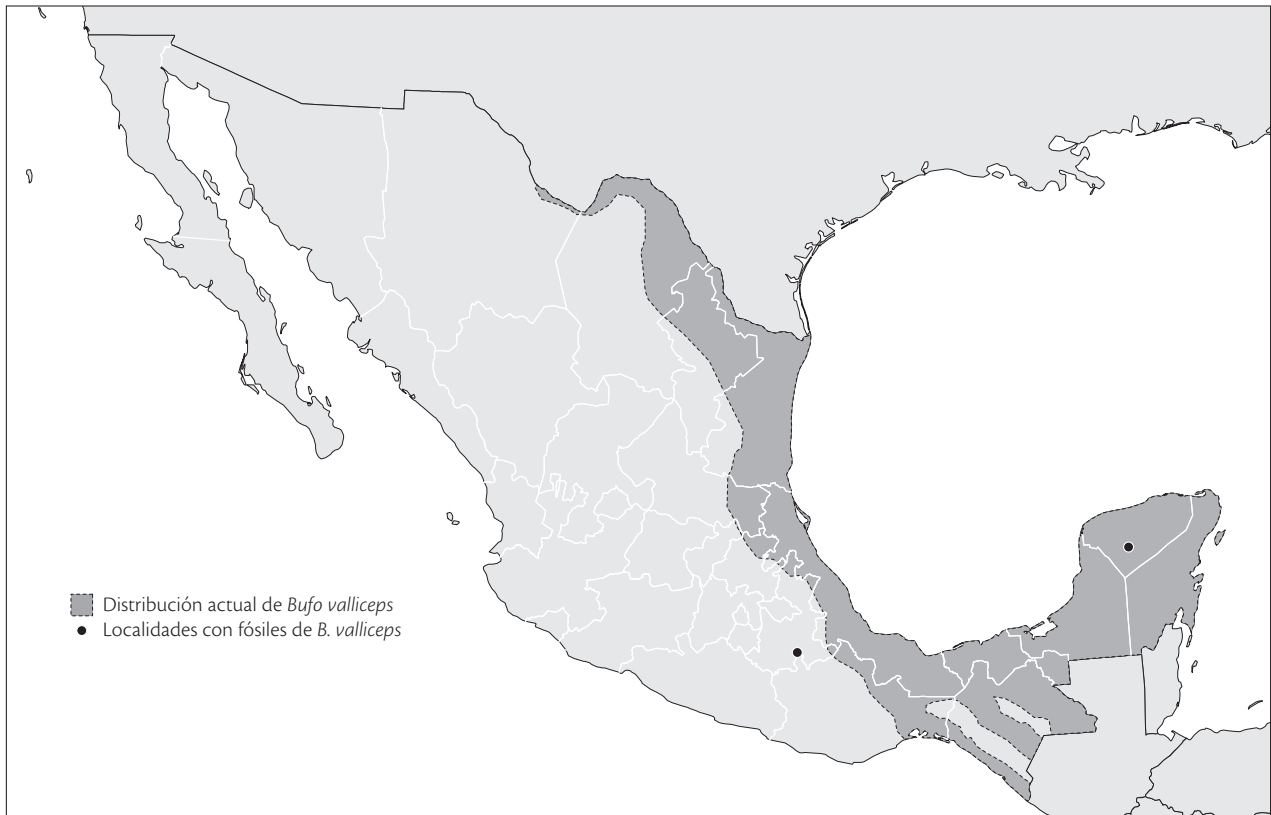 Distribución actual de Bufo valliceps
Localidades con fósiles de B. valliceps